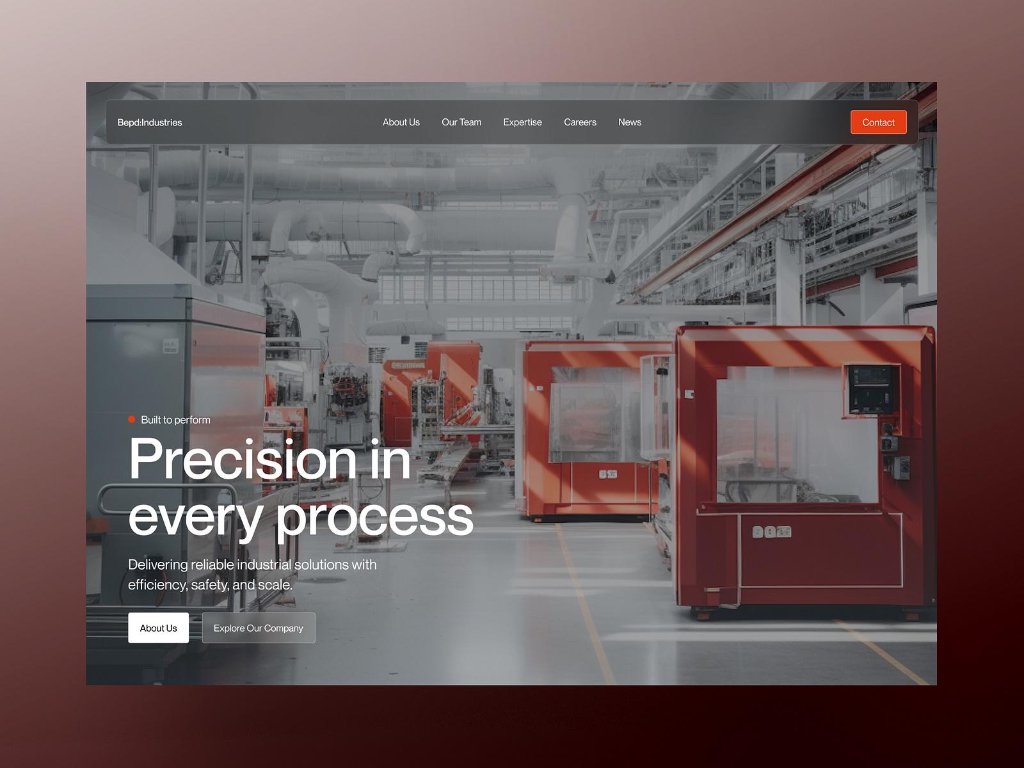 Bepd:Industries
About Us
Our Team
Expertise
Careers
News
Contact
Built to perform
Precision in
every process
Delivering reliable industrial solutions with
efficiency, safety, and scale.
About Us
Explore Our Company